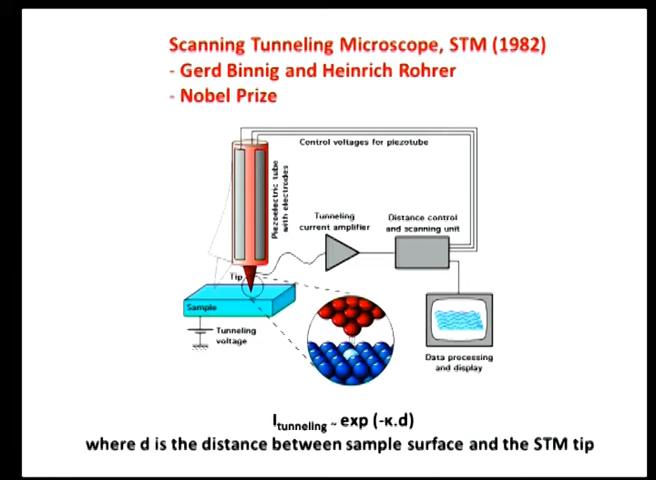 Scanning Tunneling Microscope, STM (1982)
- Gerd Binnig and Heinrich Rohrer
- Nobel Prize
Control voltages for piezotube
Piezoelectric tube
with electrodes
Tunneling
current amplifier
Distance control
and scanning unit
Tip
Sample
Tunneling
voltage
Data processing
and display
Itunneling ~ exp (-κ.d)
where d is the distance between sample surface and the STM tip